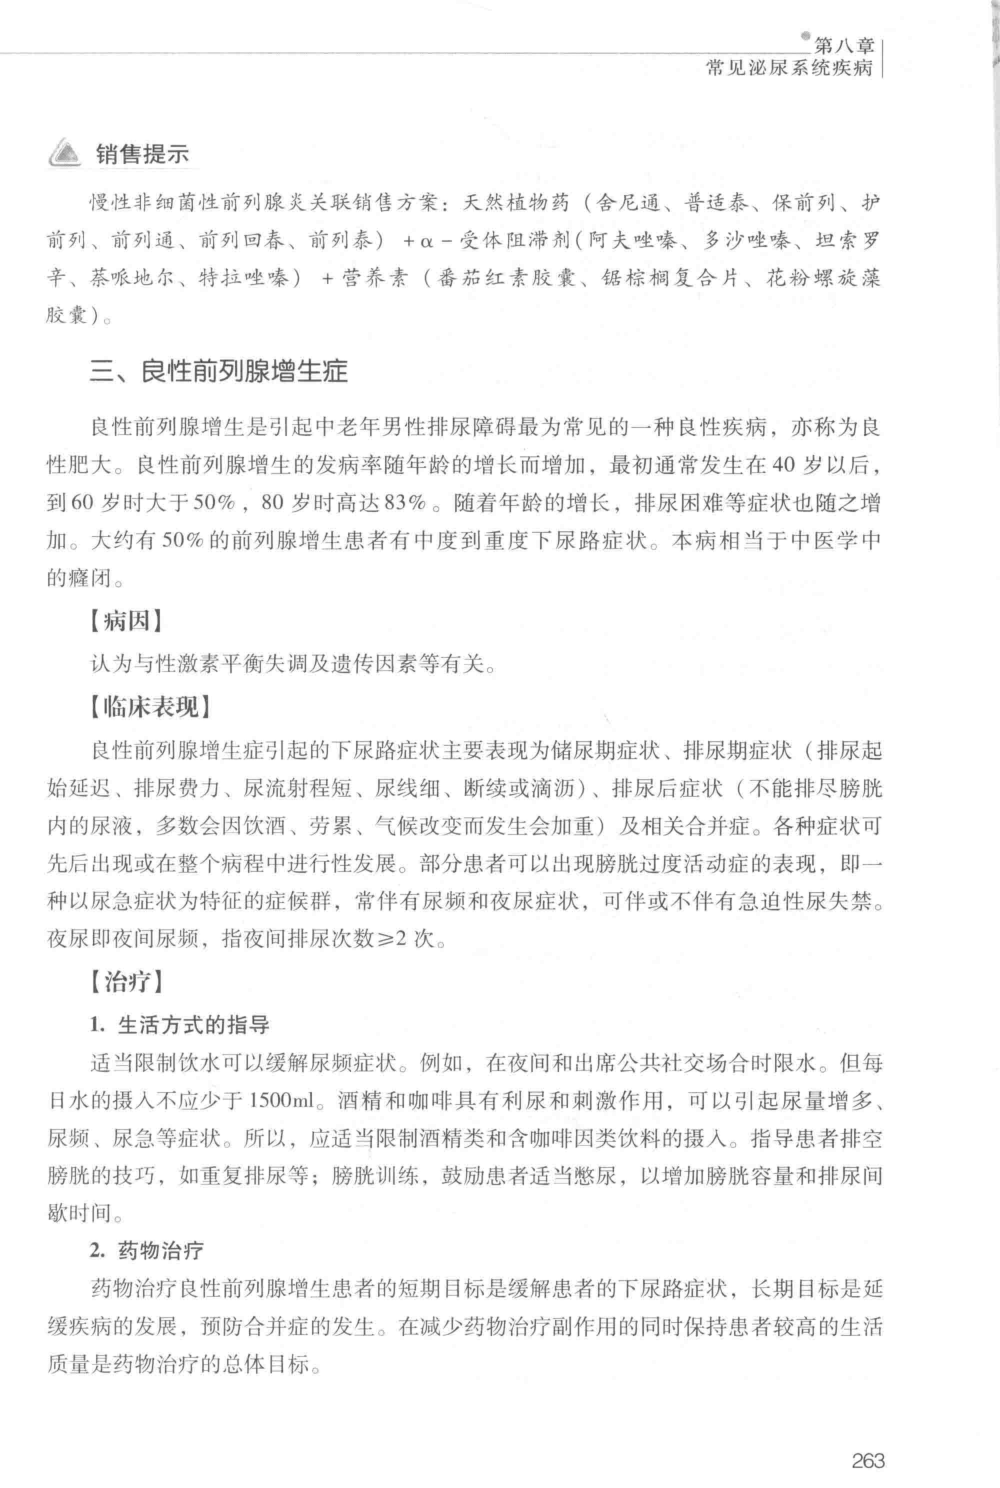 第八章
常见泌尿系统疾病
销售提示
慢性非细菌性前列腺炎关联销售方案：天然植物药（舍尼通、普适泰、保前列、护
前列、前列通、前列回春、前列泰）+α-受体阻滞剂（阿夫唑嗪、多沙唑嗪、坦索罗
辛、萘哌地尔、特拉唑嗪）+营养素（番茄红素胶囊、锯棕榈复合片、花粉螺旋藻
胶囊）。
三、良性前列腺增生症
良性前列腺增生是引起中老年男性排尿障碍最为常见的一种良性疾病，亦称为良
性肥大。良性前列腺增生的发病率随年龄的增长而增加，最初通常发生在40岁以后，
到60岁时大于50%，80岁时高达83%。随着年龄的增长，排尿困难等症状也随之增
加。大约有50%的前列腺增生患者有中度到重度下尿路症状。本病相当于中医学中
的癃闭。
【病因】
认为与性激素平衡失调及遗传因素等有关。
【临床表现】
良性前列腺增生症引起的下尿路症状主要表现为储尿期症状、排尿期症状（排尿起
始延迟、排尿费力、尿流射程短、尿线细、断续或滴沥）、排尿后症状（不能排尽膀胱
内的尿液，多数会因饮酒、劳累、气候改变而发生会加重）及相关合并症。各种症状可
先后出现或在整个病程中进行性发展。部分患者可以出现膀胱过度活动症的表现，即一
种以尿急症状为特征的症候群，常伴有尿频和夜尿症状，可伴或不伴有急迫性尿失禁。
夜尿即夜间尿频，指夜间排尿次数≥2次。
【治疗】
1. 生活方式的指导
适当限制饮水可以缓解尿频症状。例如，在夜间和出席公共社交场合时限水。但每
日水的摄入不应少于1500ml。酒精和咖啡具有利尿和刺激作用，可以引起尿量增多、
尿频、尿急等症状。所以，应适当限制酒精类和含咖啡因类饮料的摄入。指导患者排空
膀胱的技巧，如重复排尿等；膀胱训练，鼓励患者适当憋尿，以增加膀胱容量和排尿间
歇时间。
2. 药物治疗
药物治疗良性前列腺增生患者的短期目标是缓解患者的下尿路症状，长期目标是延
缓疾病的发展，预防合并症的发生。在减少药物治疗副作用的同时保持患者较高的生活
质量是药物治疗的总体目标。
263